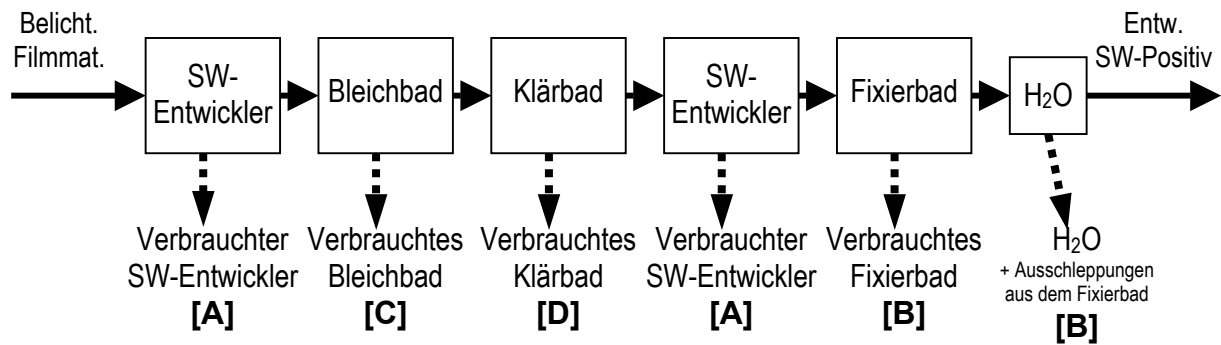 Belicht.
Filmmat.
SW-
Entwickler
Bleichbad
Klärbad
SW-
Entwickler
Fixierbad
H₂O
Entw.
SW-Positiv
Verbrauchter
SW-Entwickler
[A]
Verbrauchtes
Bleichbad
[C]
Verbrauchtes
Klärbad
[D]
Verbrauchter
SW-Entwickler
[A]
Verbrauchtes
Fixierbad
[B]
H₂O
+ Ausschleppungen
aus dem Fixierbad
[B]